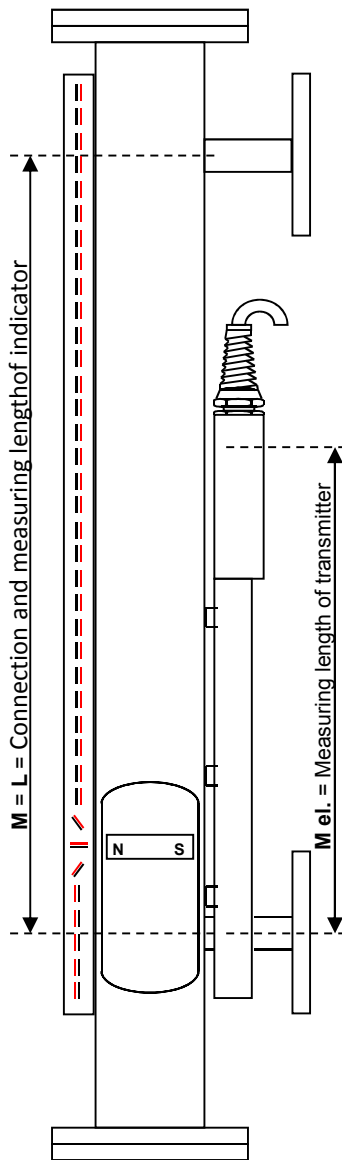 M = L = Connection and measuring lengthof indicator
N S
M el. = Measuring length of transmitter